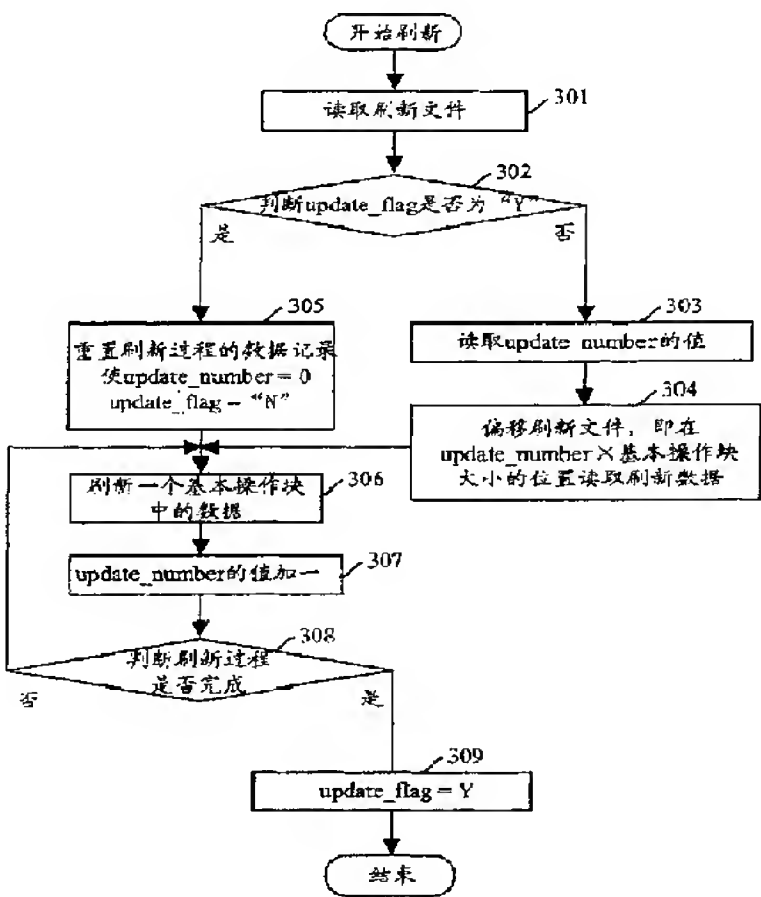 开始刷新
读取刷新文件
301
302
判断update_flag是否为“Y”
是
否
305
303
重置刷新过程的数据记录
使update_number = 0
update_flag = “N”
读取update_number的值
304
偏移刷新文件，即在
update_number × 基本操作块
大小的位置读取刷新数据
刷新一个基本操作块
中的数据
306
update_number的值加一
307
308
判断刷新过程
是否完成
否
是
309
update_flag = Y
结束